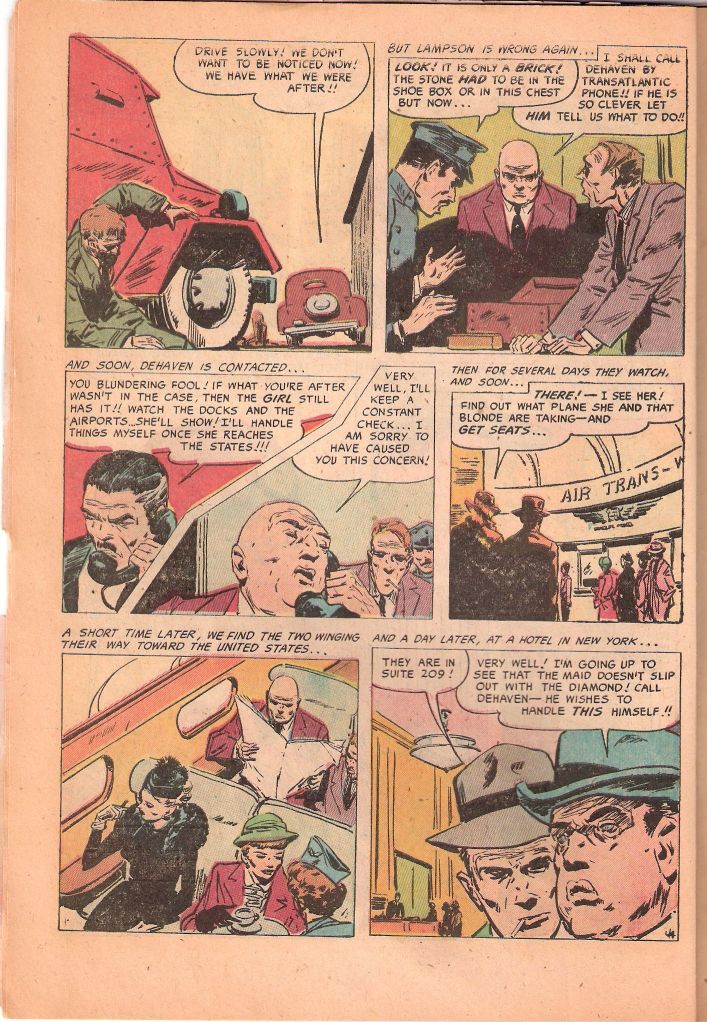 DRIVE SLOWLY! WE DON'T
WANT TO BE NOTICED NOW!
WE HAVE WHAT WE WERE
AFTER!!
BUT LAMPSON IS WRONG AGAIN...
LOOK! IT IS ONLY A BRICK!
THE STONE HAD TO BE IN THE
SHOE BOX OR IN THIS CHEST
BUT NOW...
I SHALL CALL
DEHAVEN BY
TRANSATLANTIC
PHONE!! IF HE IS
SO CLEVER LET
HIM TELL US WHAT TO DO!!
AND SOON, DEHAVEN IS CONTACTED...
YOU BLUNDERING FOOL! IF WHAT YOU'RE AFTER
WASN'T IN THE CASE, THEN THE GIRL STILL
HAS IT!! WATCH THE DOCKS AND THE
AIRPORTS...SHE'LL SHOW! I'LL HANDLE
THINGS MYSELF ONCE SHE REACHES
THE STATES!!!
VERY
WELL, I'LL
KEEP A
CONSTANT
CHECK... I
AM SORRY TO
HAVE CAUSED
YOU THIS CONCERN!
THEN FOR SEVERAL DAYS THEY WATCH,
AND SOON...
THERE!—I SEE HER!
FIND OUT WHAT PLANE SHE AND THAT
BLONDE ARE TAKING—AND
GET SEATS...
AIR TRANS-W
A SHORT TIME LATER, WE FIND THE TWO WINGING
THEIR WAY TOWARD THE UNITED STATES...
AND A DAY LATER, AT A HOTEL IN NEW YORK...
THEY ARE IN
SUITE 209!
VERY WELL! I'M GOING UP TO
SEE THAT THE MAID DOESN'T SLIP
OUT WITH THE DIAMOND! CALL
DEHAVEN—HE WISHES TO
HANDLE THIS HIMSELF!!
4